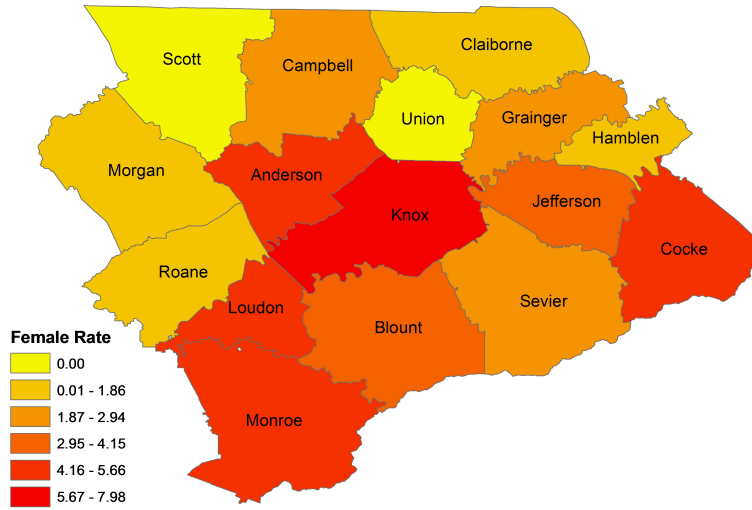 Scott
Campbell
Claiborne
Union
Grainger
Hamblen
Morgan
Anderson
Knox
Jefferson
Cocke
Roane
Loudon
Blount
Sevier
Monroe
Female Rate
0.00
0.01 - 1.86
1.87 - 2.94
2.95 - 4.15
4.16 - 5.66
5.67 - 7.98